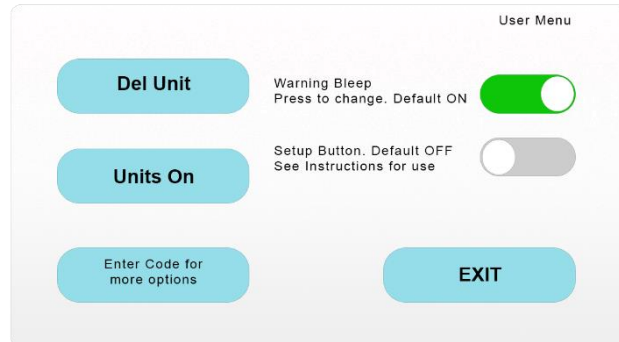 User Menu
Del Unit
Warning Bleep
Press to change. Default ON
Setup Button. Default OFF
See Instructions for use
Units On
Enter Code for
more options
EXIT